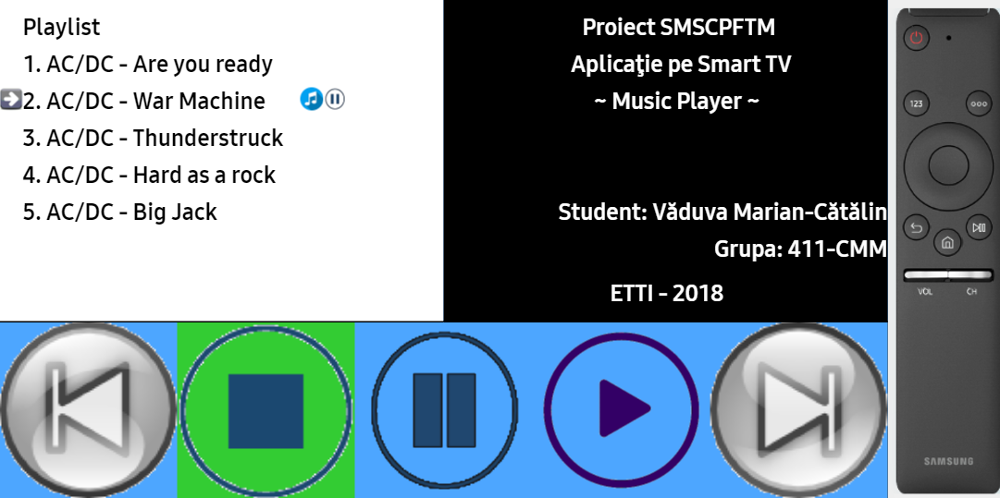 Playlist
1. AC/DC - Are you ready
2. AC/DC - War Machine
3. AC/DC - Thunderstruck
4. AC/DC - Hard as a rock
5. AC/DC - Big Jack
Proiect SMSCPFTM
Aplicaţie pe Smart TV
~ Music Player ~
Student: Văduva Marian-Cătălin
Grupa: 411-CMM
ETTI - 2018
123
VOL CH
SAMSUNG